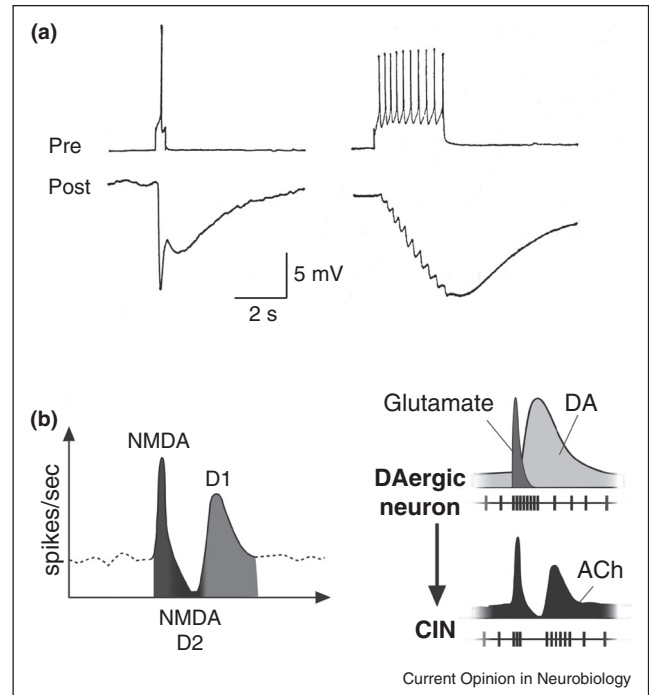 (a)
Pre
Post
5 mV
2 s
(b)
spikes/sec
NMDA
D1
NMDA
D2
Glutamate
DA
DAergic
neuron
ACh
CIN
Current Opinion in Neurobiology